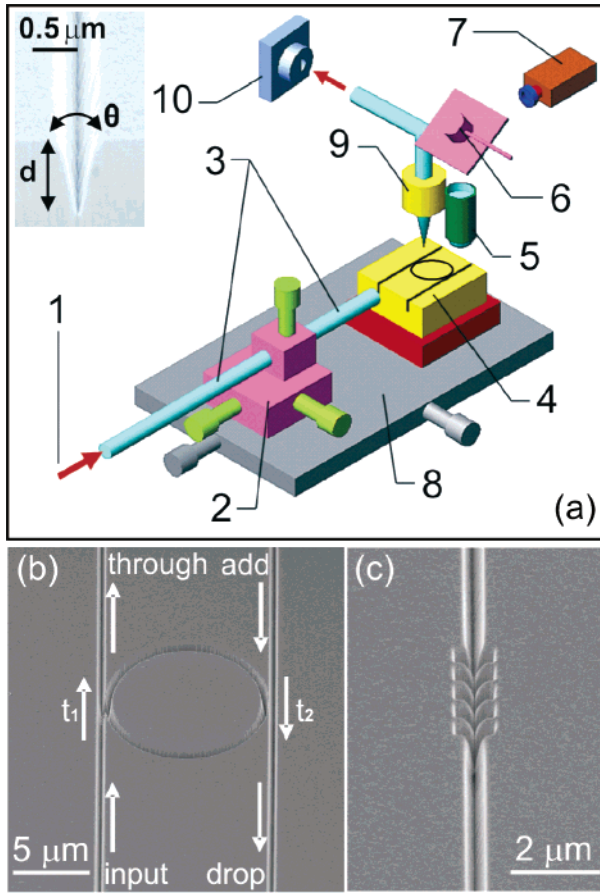 0.5 µm
θ
d
1
2
3
4
5
6
7
8
9
10
(a)
(b)
through add
t1
t2
input drop
5 µm
(c)
2 µm